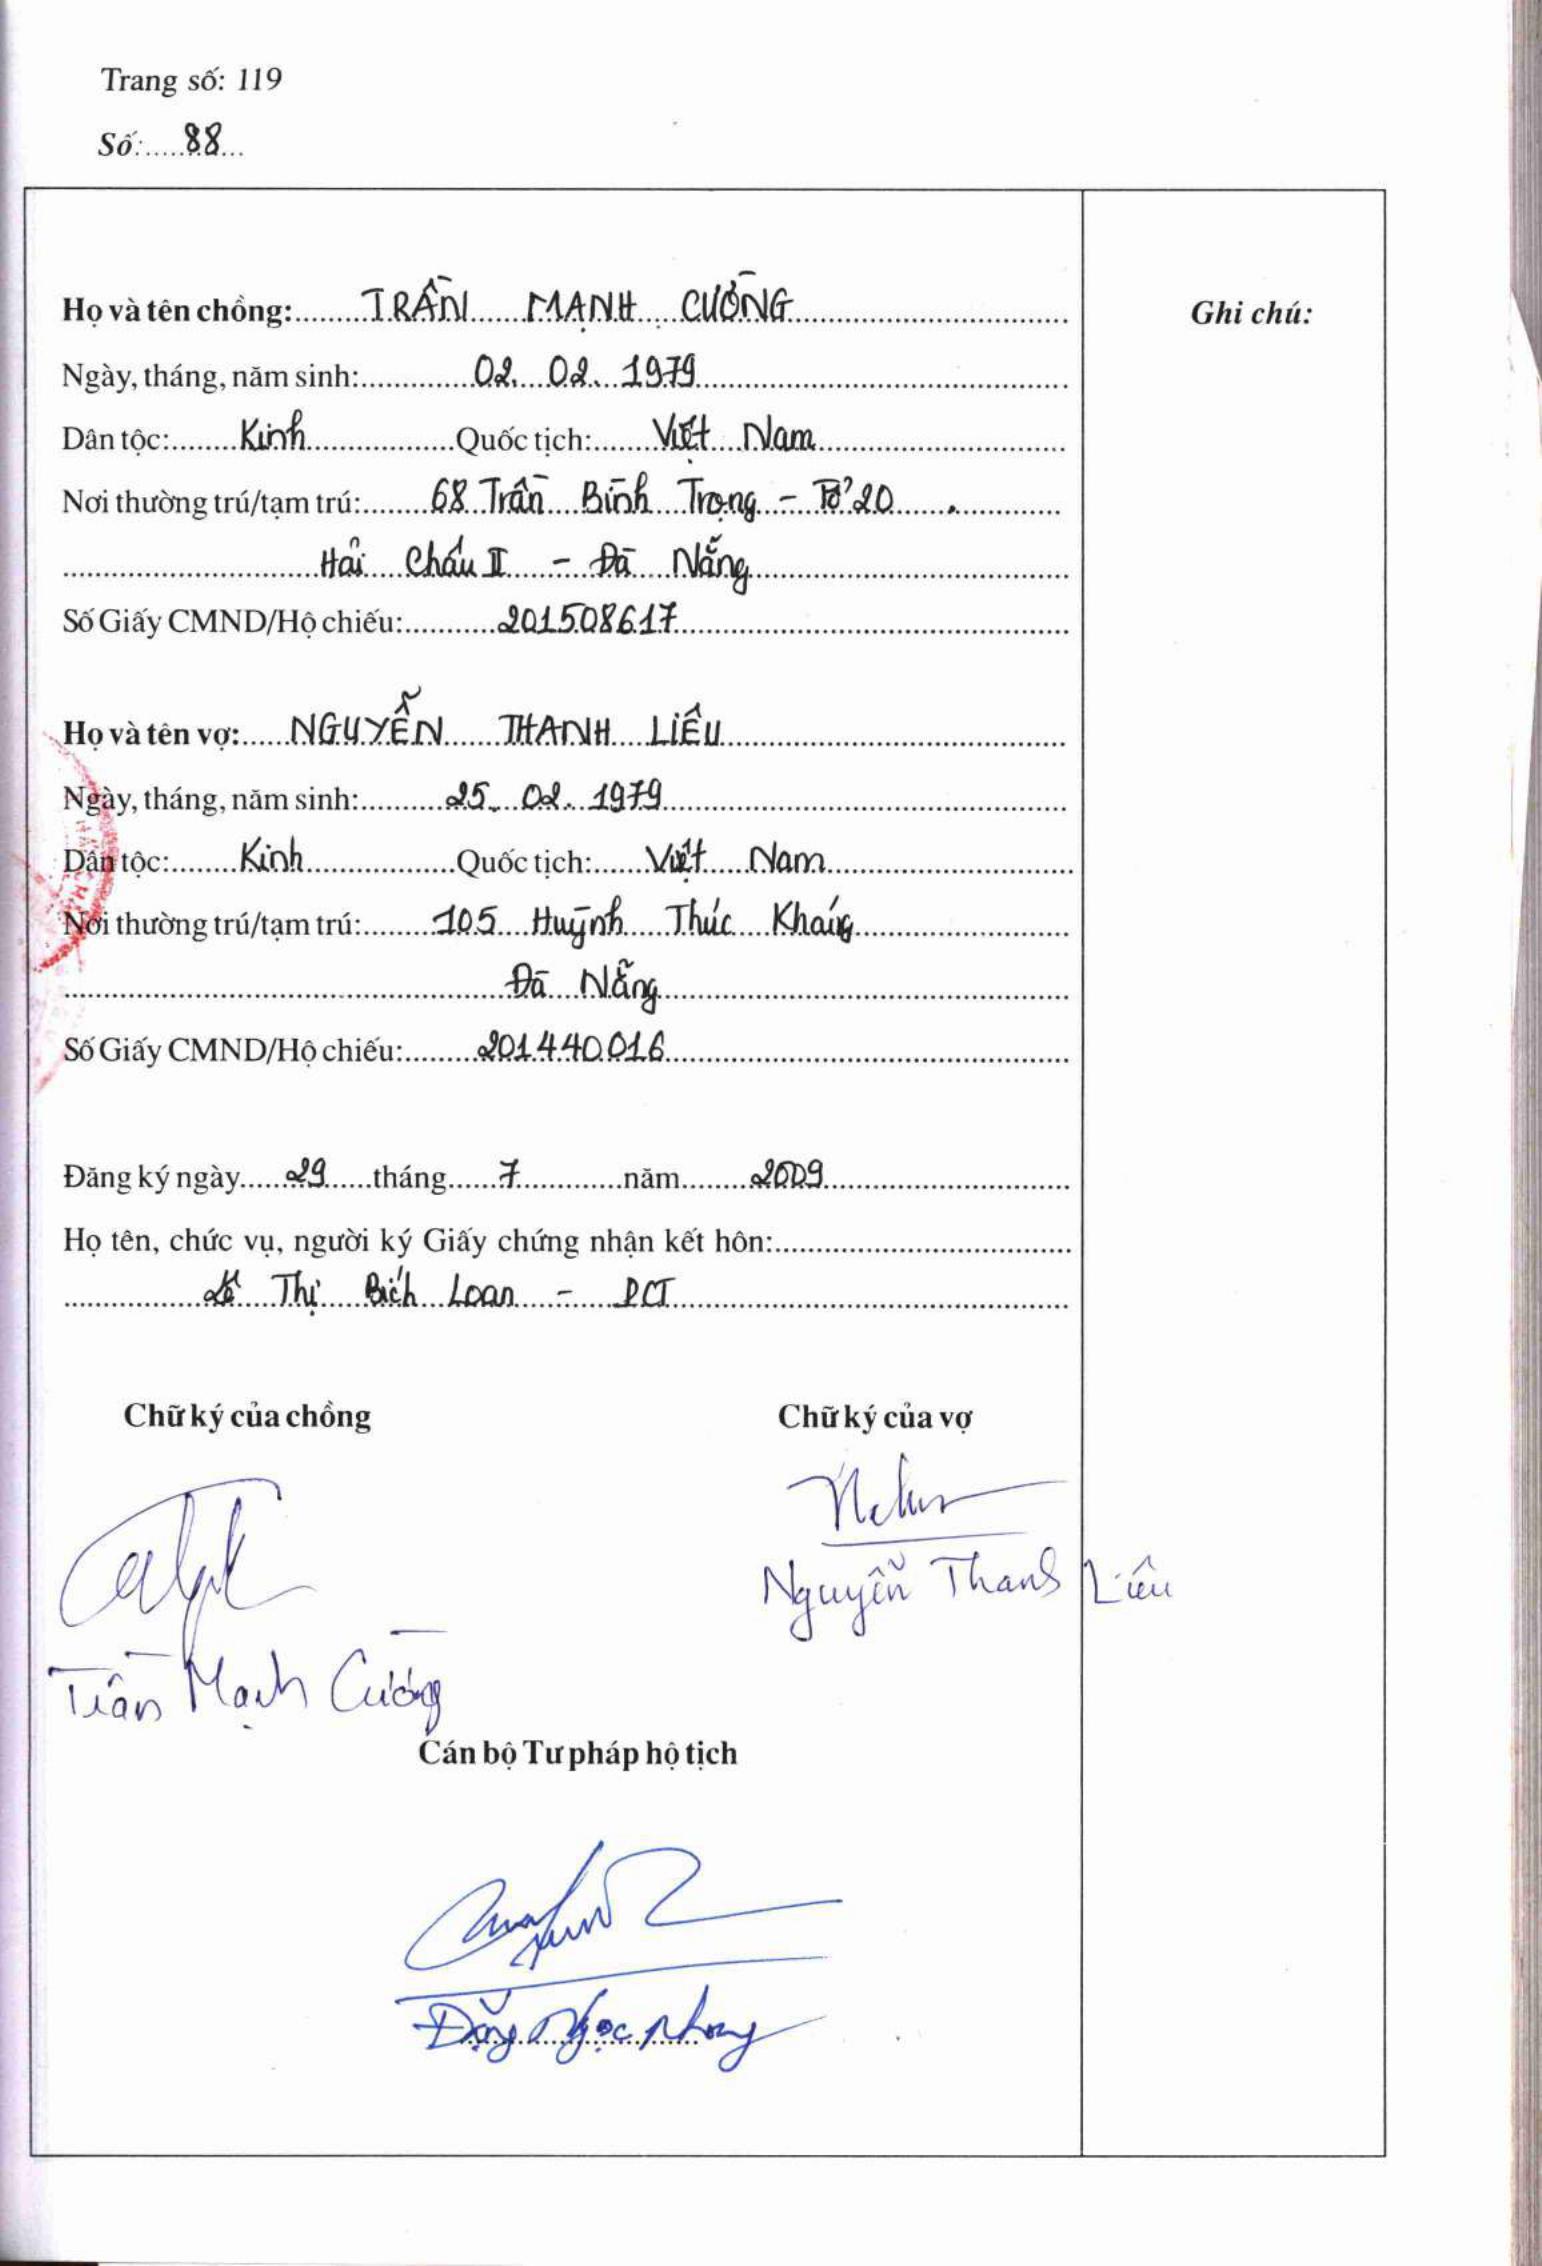 Trang số: 119
Số: 88
Họ và tên chồng: TRẦN MẠNH CƯỜNG
Ghi chú:
Ngày, tháng, năm sinh: 02. 02. 1979
Dân tộc: Kinh Quốc tịch: Việt Nam
Nơi thường trú/tạm trú: 68 Trần Bình Trọng - Tổ 20
Hải Châu II - Đà Nẵng
Số Giấy CMND/Hộ chiếu: 201508617
Họ và tên vợ: NGUYỄN THANH LIÊU
Ngày, tháng, năm sinh: 25. 02. 1979
Dân tộc: Kinh Quốc tịch: Việt Nam
Nơi thường trú/tạm trú: 105 Huỳnh Thúc Kháng
Đà Nẵng
Số Giấy CMND/Hộ chiếu: 201440016
Đăng ký ngày 29 tháng 7 năm 2009
Họ tên, chức vụ, người ký Giấy chứng nhận kết hôn:
Lê Thị Bích Loan - PCT
Chữ ký của chồng Chữ ký của vợ
Nguyễn Thanh Liêu
Trần Mạnh Cường
Cán bộ Tư pháp hộ tịch
Đặng Ngọc Phong